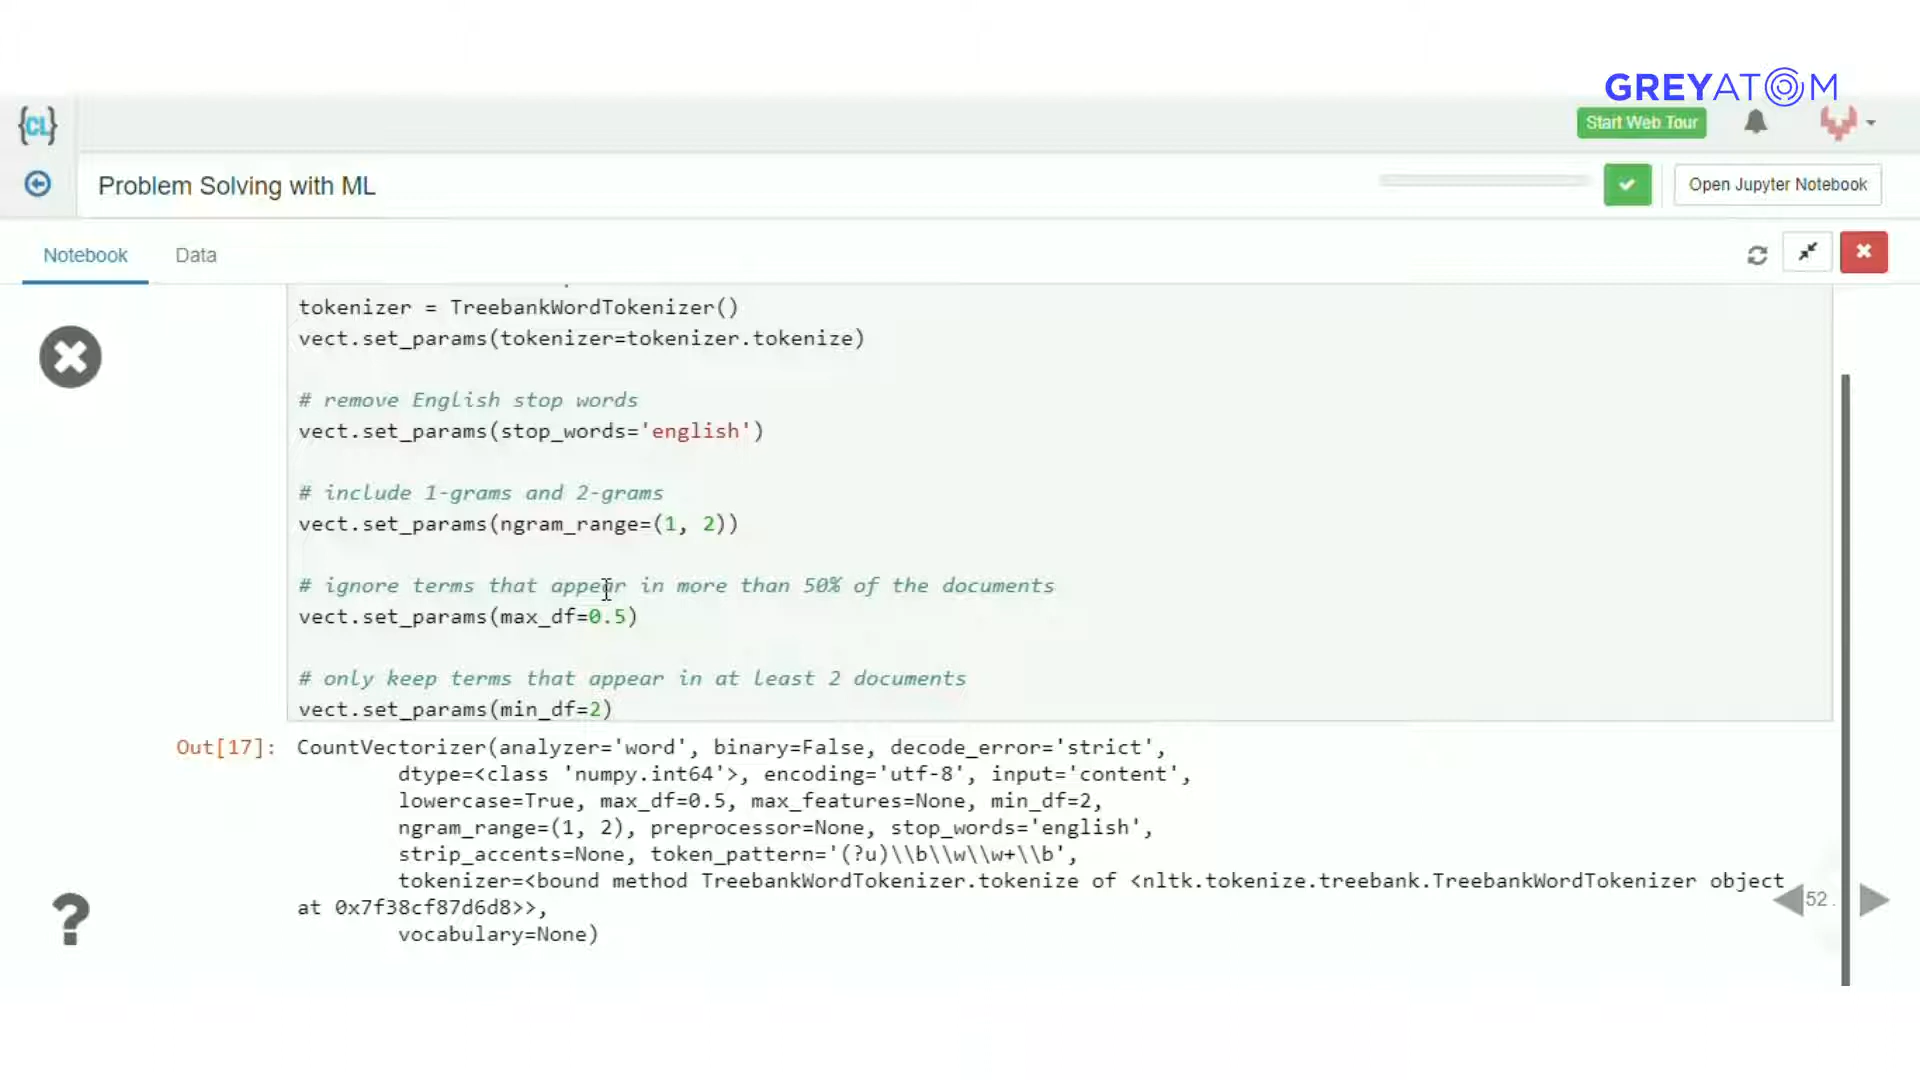 GREYATOM
{CL}
Start Web Tour
Problem Solving with ML
Open Jupyter Notebook
Notebook
Data
tokenizer = TreebankWordTokenizer()
vect.set_params(tokenizer=tokenizer.tokenize)
# remove English stop words
vect.set_params(stop_words='english')
# include 1-grams and 2-grams
vect.set_params(ngram_range=(1, 2))
# ignore terms that appear in more than 50% of the documents
vect.set_params(max_df=0.5)
# only keep terms that appear in at least 2 documents
vect.set_params(min_df=2)
Out[17]: CountVectorizer(analyzer='word', binary=False, decode_error='strict',
dtype=<class 'numpy.int64'>, encoding='utf-8', input='content',
lowercase=True, max_df=0.5, max_features=None, min_df=2,
ngram_range=(1, 2), preprocessor=None, stop_words='english',
strip_accents=None, token_pattern='(?u)\\b\\w\\w+\\b',
tokenizer=<bound method TreebankWordTokenizer.tokenize of <nltk.tokenize.treebank.TreebankWordTokenizer object
at 0x7f38cf87d6d8>>,
vocabulary=None)
?
52.